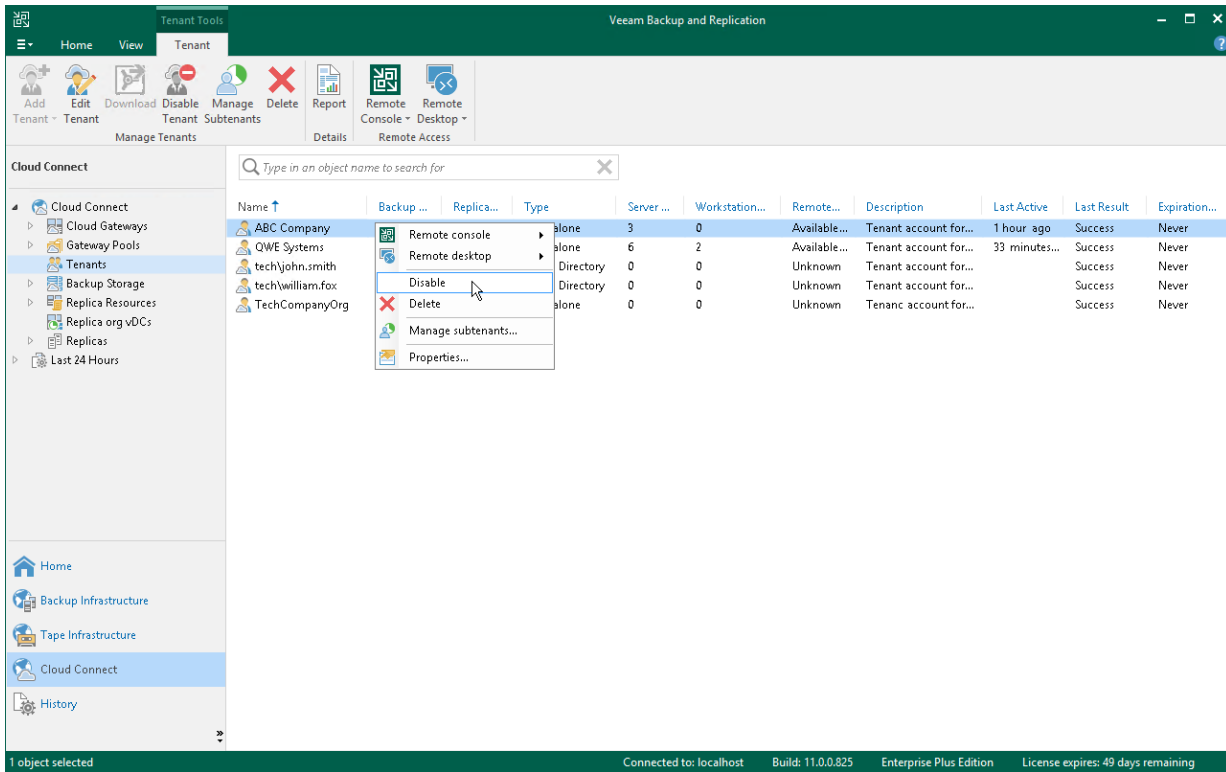 Tenant Tools
Veeam Backup and Replication
Home View Tenant
Add Tenant
Edit Tenant
Download
Disable Tenant
Manage Subtenants
Delete
Report
Remote Console
Remote Desktop
Manage Tenants
Details
Remote Access
Cloud Connect
Type in an object name to search for
Cloud Connect
Cloud Gateways
Gateway Pools
Tenants
Backup Storage
Replica Resources
Replica org vDCs
Replicas
Last 24 Hours
Name Backup ... Replica... Type Server ... Workstation... Remote... Description Last Active Last Result Expiration...
ABC Company alone 3 0 Available... Tenant account for... 1 hour ago Success Never
QWE Systems alone 6 2 Available... Tenant account for... 33 minutes... Success Never
tech\john.smith Directory 0 0 Unknown Tenant account for... Success Never
tech\william.fox Directory 0 0 Unknown Tenant account for... Success Never
TechCompanyOrg alone 0 0 Unknown Tenanc account for... Success Never
Remote console
Remote desktop
Disable
Delete
Manage subtenants...
Properties...
Home
Backup Infrastructure
Tape Infrastructure
Cloud Connect
History
1 object selected
Connected to: localhost Build: 11.0.0.825 Enterprise Plus Edition License expires: 49 days remaining